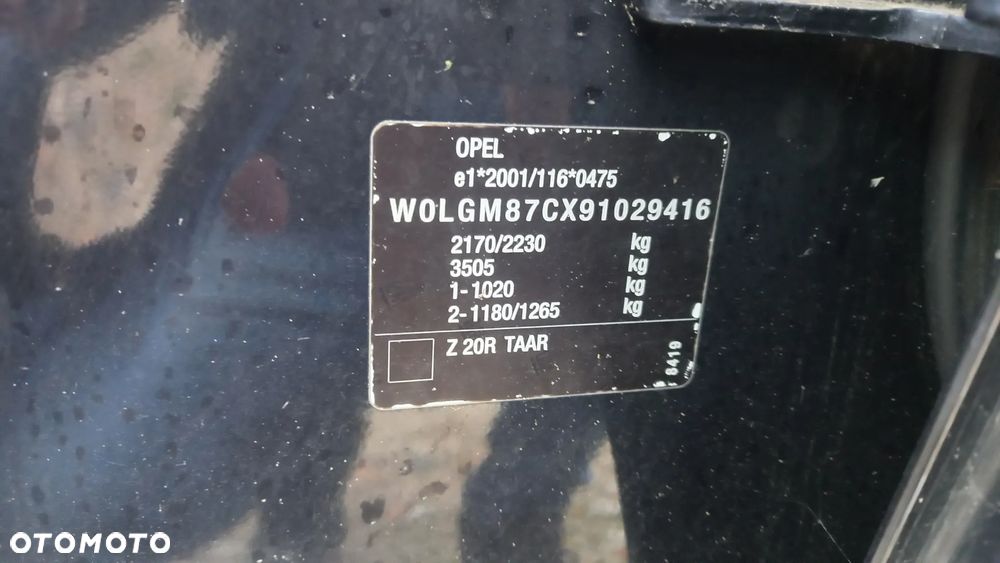 OPEL
e1*2001/116*0475
W0LGM87CX91029416
2170/2230 kg
3505 kg
1-1020 kg
2-1180/1265 kg
Z 20R TAAR
8419
OTOMOTO